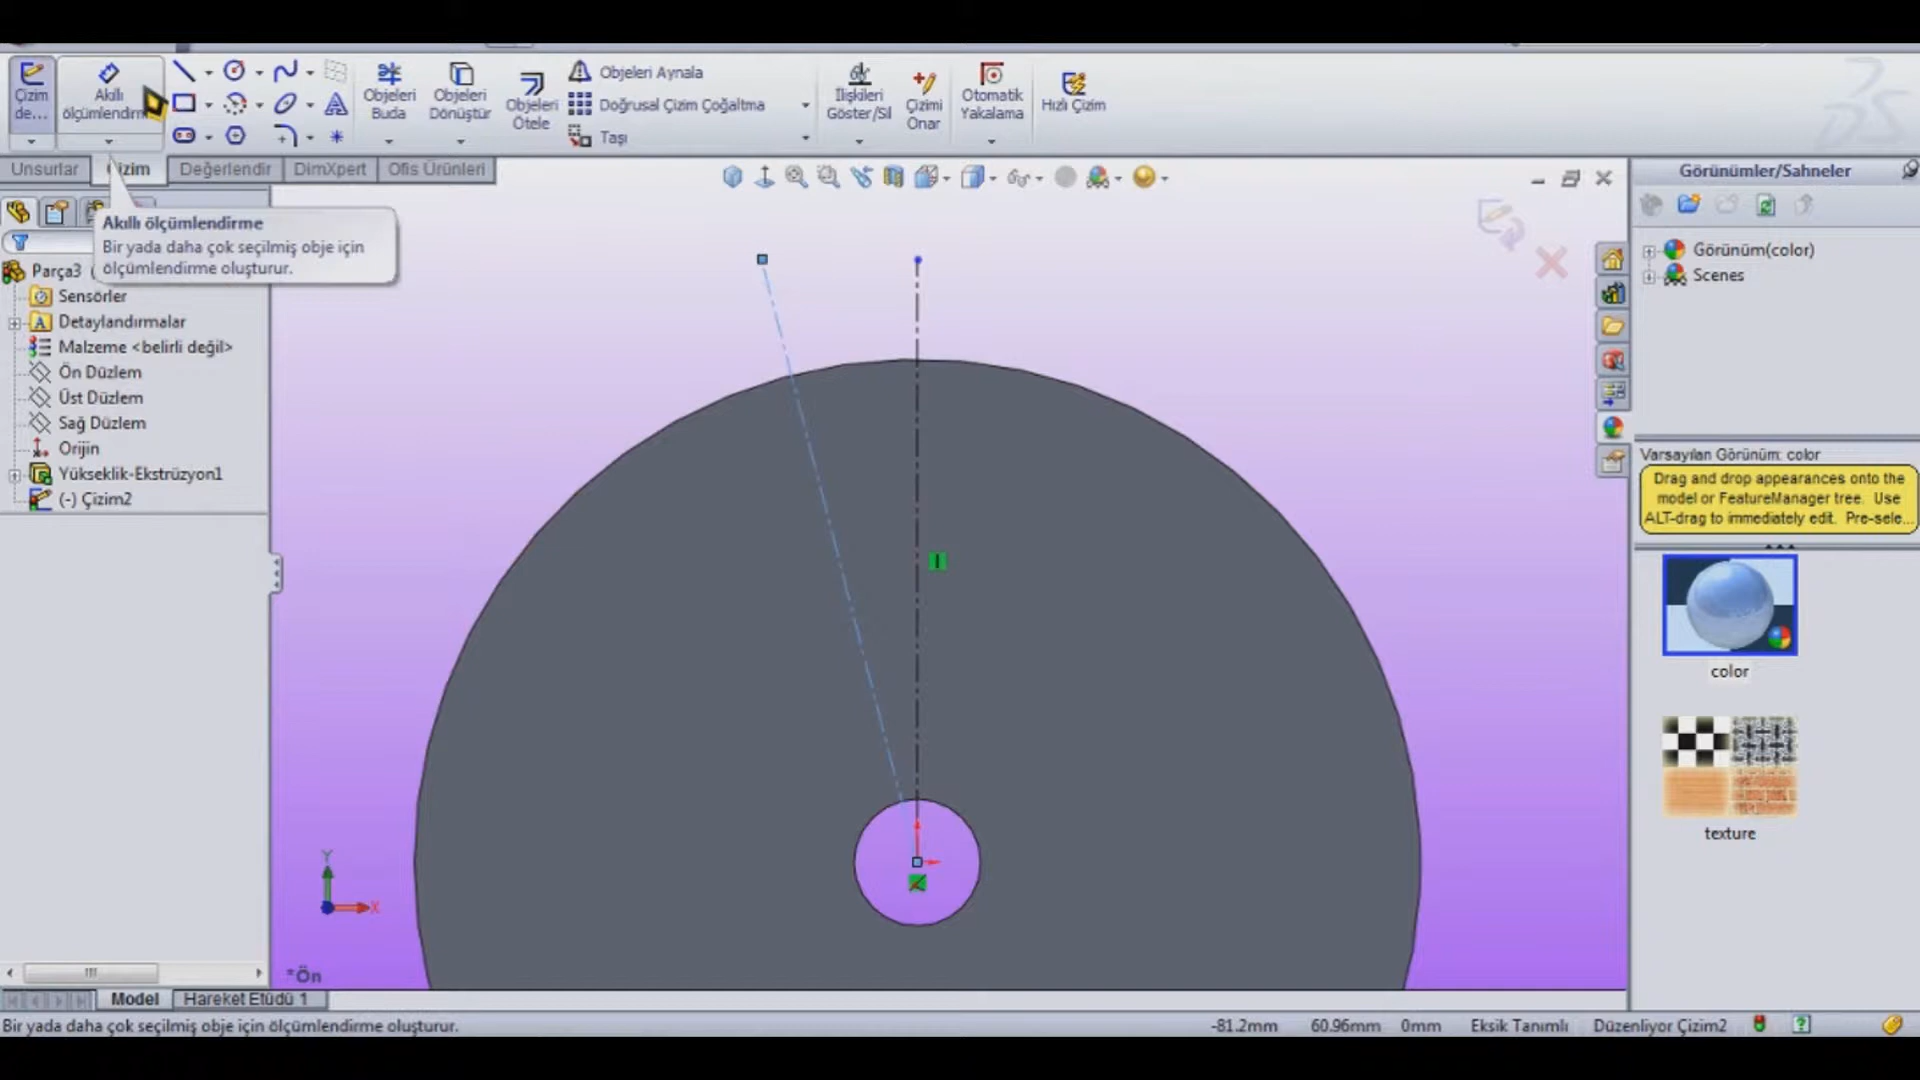 Çizim de...
Akıllı ölçümlendirm
Objeleri Buda
Objeleri Dönüştür
Objeleri Ötele
Objeleri Aynala
Doğrusal Çizim Çoğaltma
Taşı
İlişkileri Göster/Sil
Çizimi Onar
Otomatik Yakalama
Hızlı Çizim
Unsurlar
Çizim
Değerlendir
DimXpert
Ofis Ürünleri
Akıllı ölçümlendirme
Bir yada daha çok seçilmiş obje için
ölçümlendirme oluşturur.
Parça3 (
Sensörler
Detaylandırmalar
Malzeme <belirli değil>
Ön Düzlem
Üst Düzlem
Sağ Düzlem
Orijin
Yükseklik-Ekstrüzyon1
(-) Çizim2
Y
X
*Ön
Görünümler/Sahneler
Görünüm(color)
Scenes
Varsayılan Görünüm: color
Drag and drop appearances onto the
model or FeatureManager tree. Use
ALT-drag to immediately edit. Pre-sele...
color
texture
Model
Hareket Etüdü 1
Bir yada daha çok seçilmiş obje için ölçümlendirme oluşturur.
-81.2mm
60.96mm
0mm
Eksik Tanımlı
Düzenliyor Çizim2